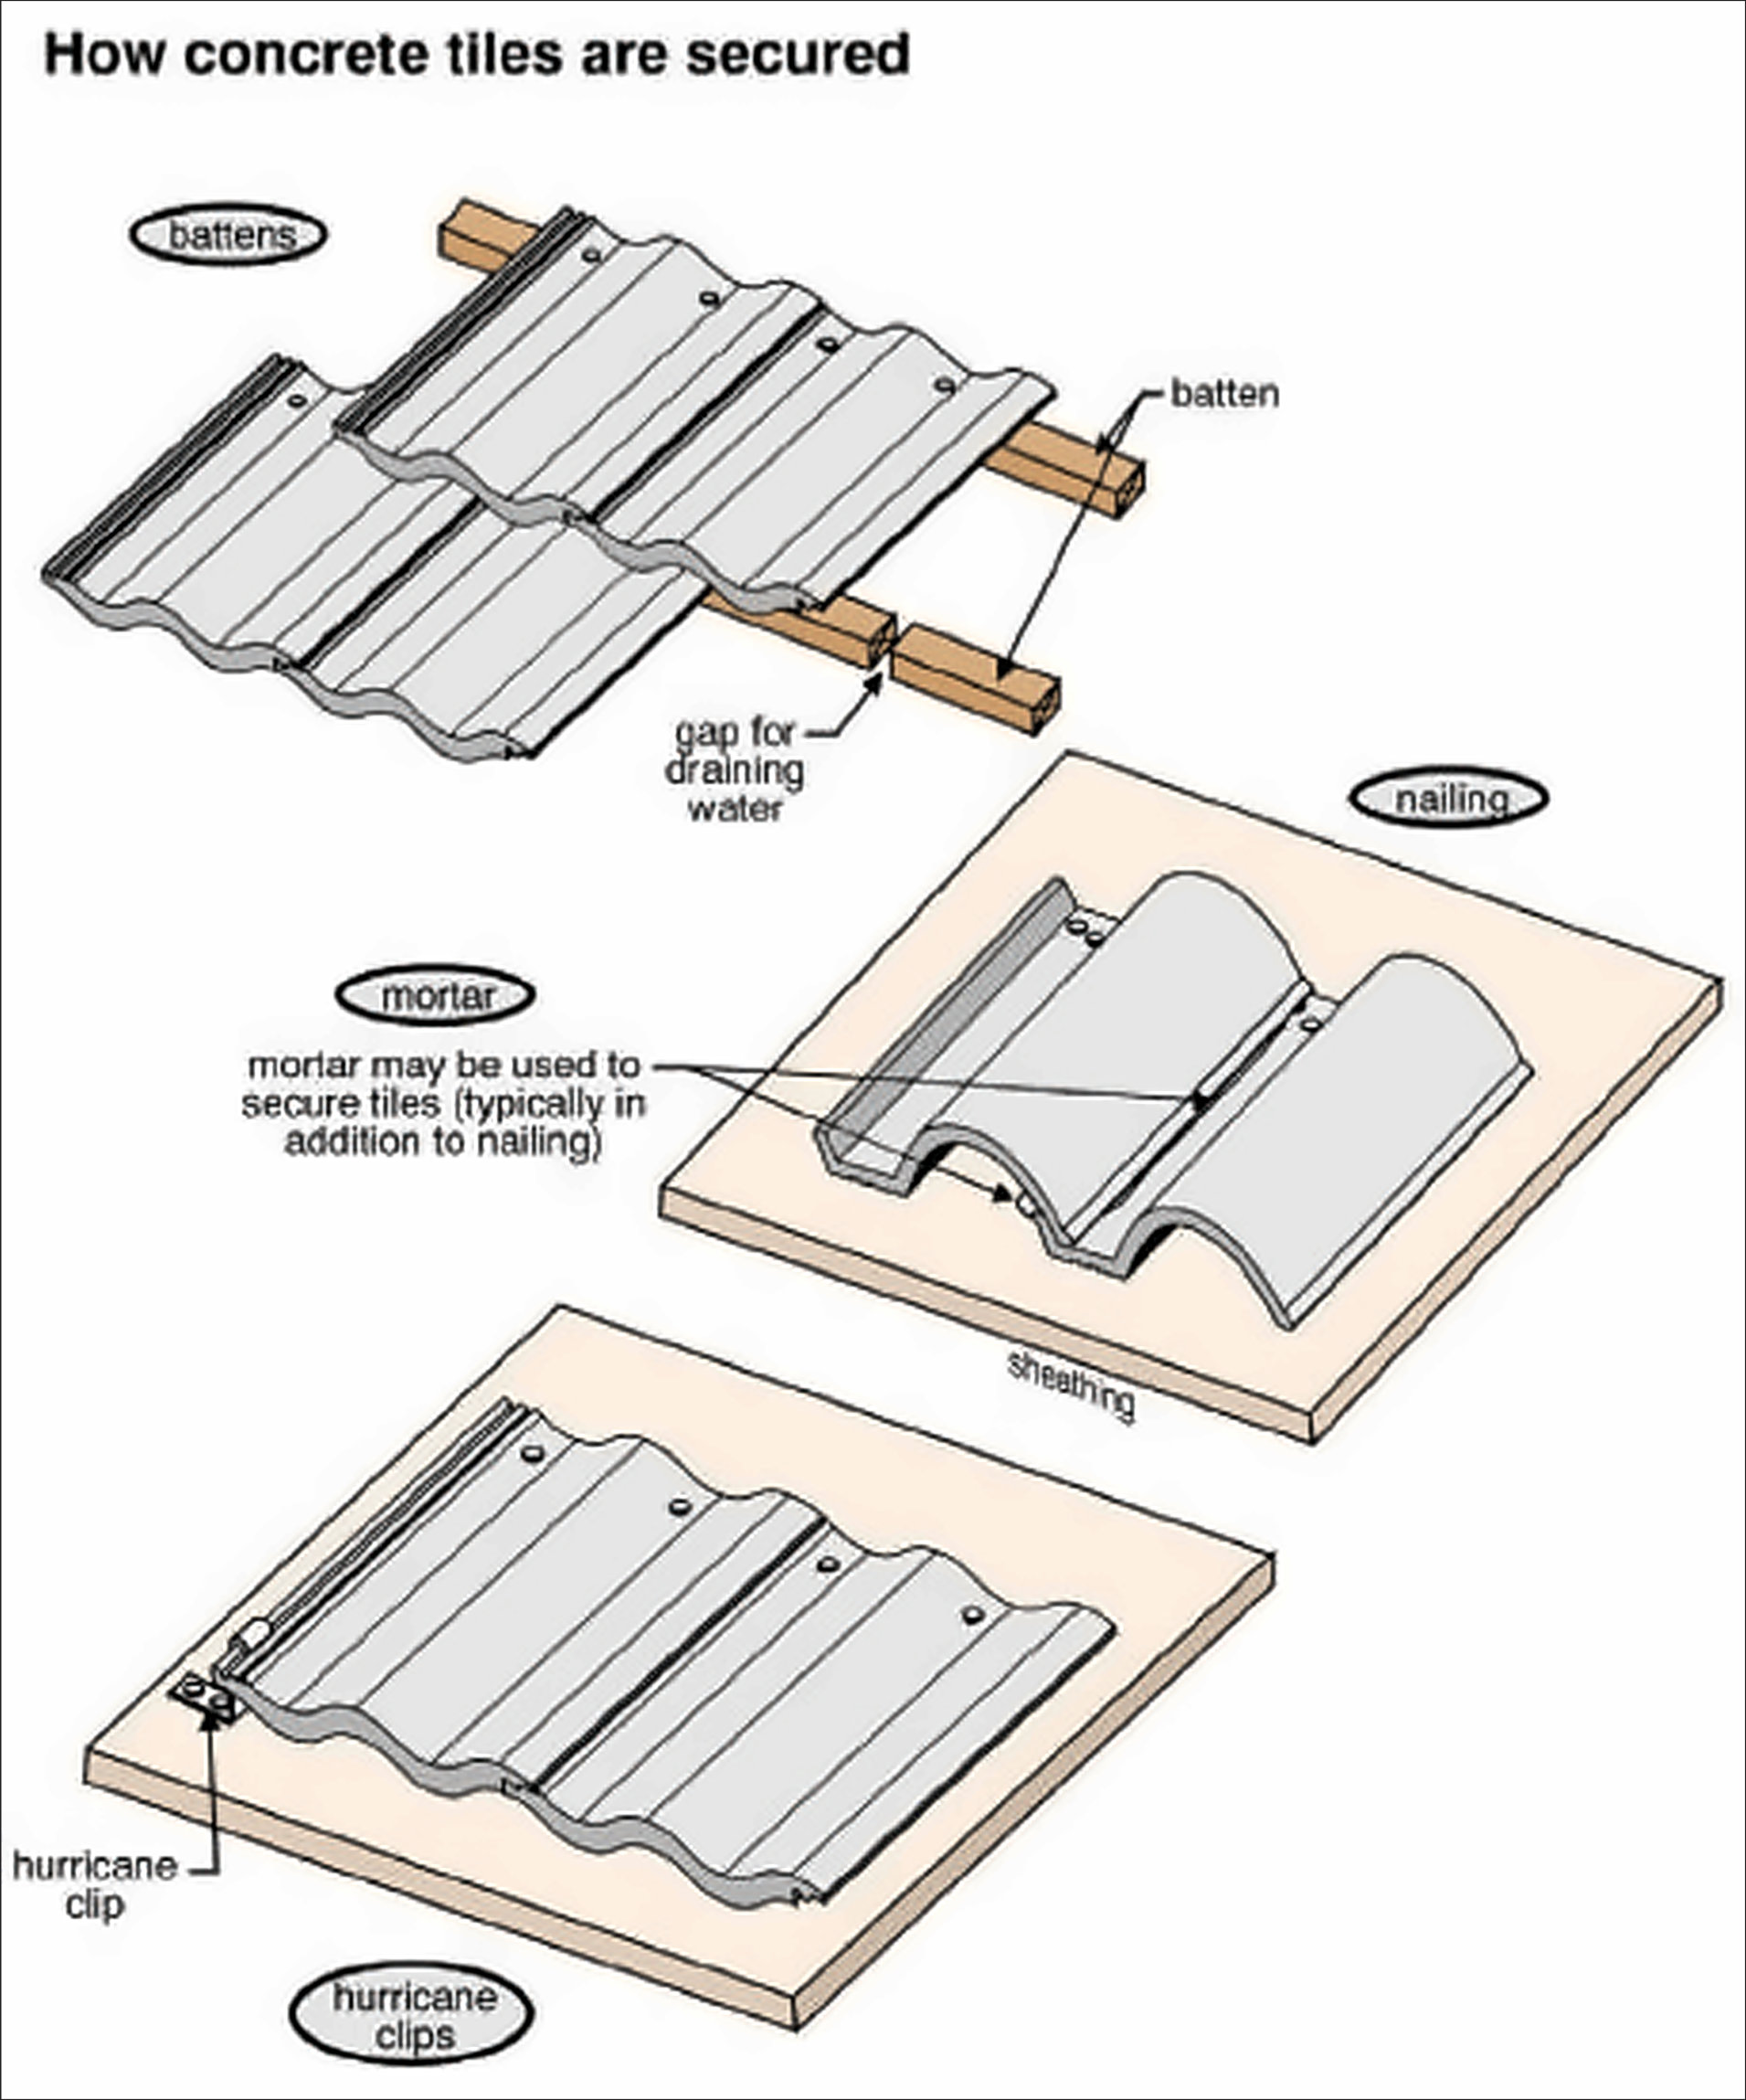 How concrete tiles are secured
battens
batten
gap for
draining
water
nailing
mortar
mortar may be used to
secure tiles (typically in
addition to nailing)
sheathing
hurricane
clip
hurricane
clips